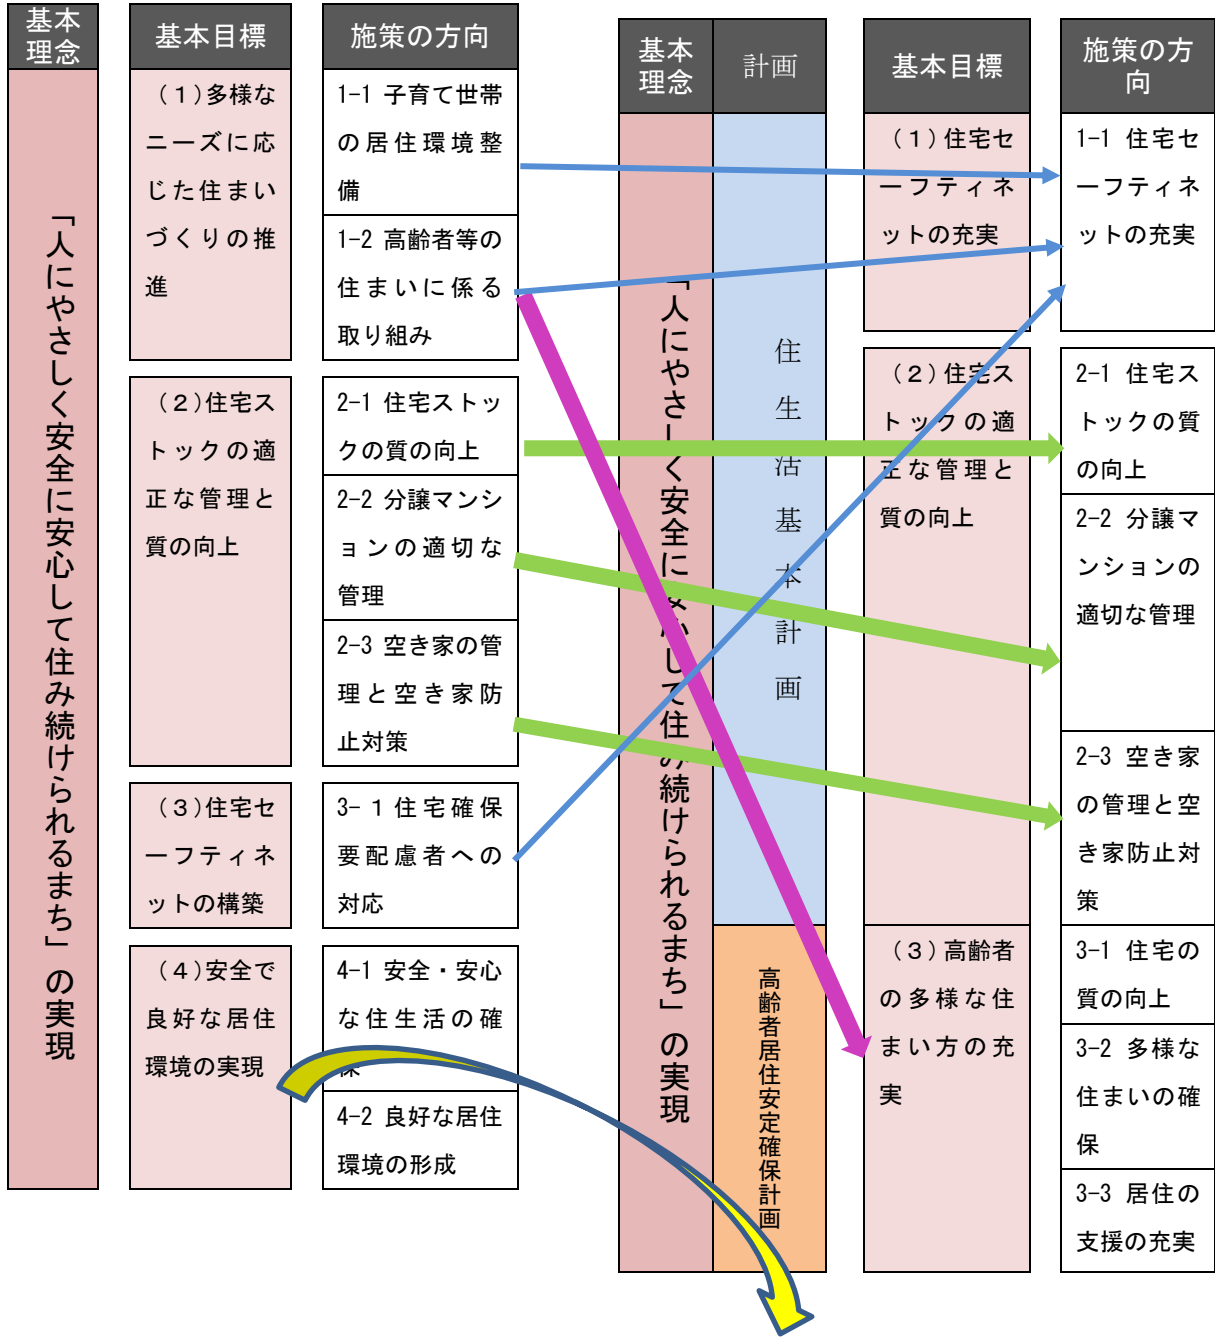 基本
理念
基本目標
施策の方向
「人にやさしく安全に安心して住み続けられるまち」の実現
（１）多様な
ニーズに応
じた住まい
づくりの推
進
1-1 子育て世帯
の居住環境整
備
1-2 高齢者等の
住まいに係る
取り組み
（２）住宅ス
トックの適
正な管理と
質の向上
2-1 住宅ストッ
クの質の向上
2-2 分譲マンシ
ョンの適切な
管理
2-3 空き家の管
理と空き家防
止対策
（３）住宅セ
ーフティネ
ットの構築
3-１住宅確保
要配慮者への
対応
（４）安全で
良好な居住
環境の実現
4-1 安全・安心
な住生活の確
保
4-2 良好な居住
環境の形成
基本
理念
計画
基本目標
施策の方
向
「人にやさしく安全に安心して住み続けられるまち」の実現
住生活基本計画
高齢者居住安定確保計画
（１）住宅セ
ーフティネ
ットの充実
1-1 住宅セ
ーフティネ
ットの充実
（２）住宅ス
トックの適
正な管理と
質の向上
2-1 住宅ス
トックの質
の向上
2-2 分譲マ
ンションの
適切な管理
2-3 空き家
の管理と空
き家防止対
策
（３）高齢者
の多様な住
まい方の充
実
3-1 住宅の
質の向上
3-2 多様な
住まいの確
保
3-3 居住の
支援の充実